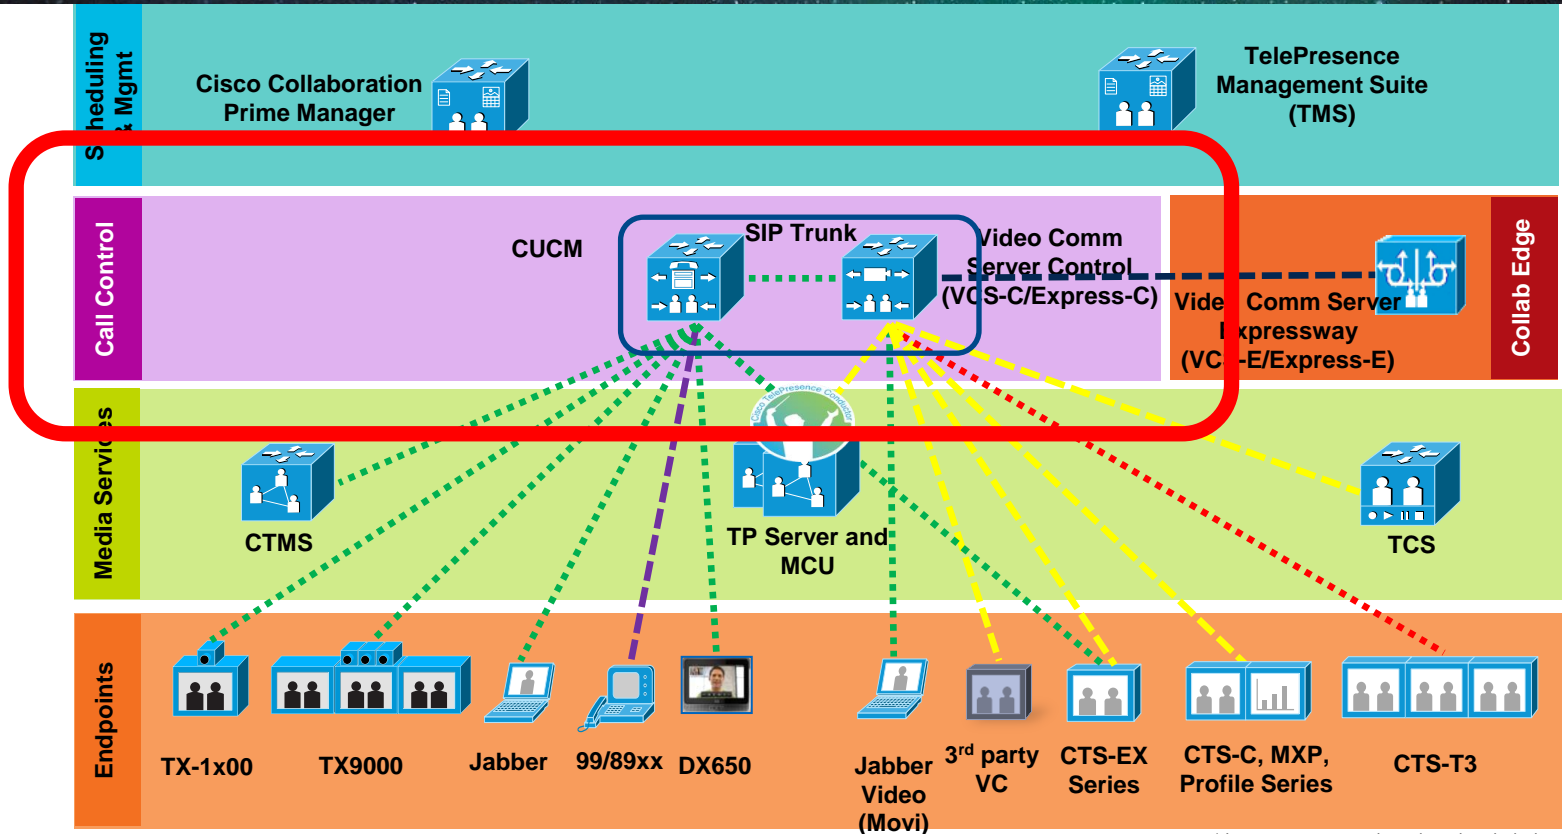 Scheduling
& Mgmt
Cisco Collaboration
Prime Manager
TelePresence
Management Suite
(TMS)
Call Control
CUCM
SIP Trunk
Video Comm
Server Control
(VCS-C/Express-C)
Video Comm Server
Expressway
(VCS-E/Express-E)
Collab Edge
Media Services
Cisco TelePresence Conductor
CTMS
TP Server and
MCU
TCS
Endpoints
TX-1x00
TX9000
Jabber
99/89xx
DX650
Jabber
Video
(Movi)
3rd party
VC
CTS-EX
Series
CTS-C, MXP,
Profile Series
CTS-T3